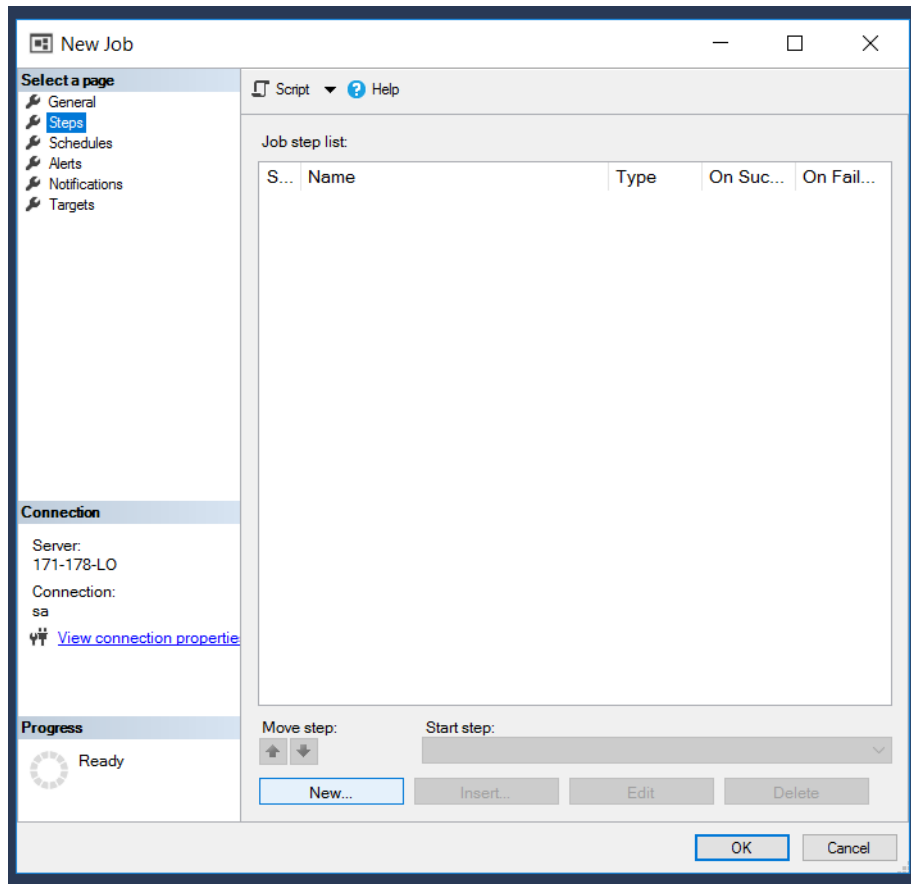 New Job
Select a page
General
Steps
Schedules
Alerts
Notifications
Targets
Script Help
Job step list:
S... Name Type On Suc... On Fail...
Connection
Server:
171-178-LO
Connection:
sa
View connection propertie
Progress
Ready
Move step: Start step:
New... Insert... Edit Delete
OK Cancel